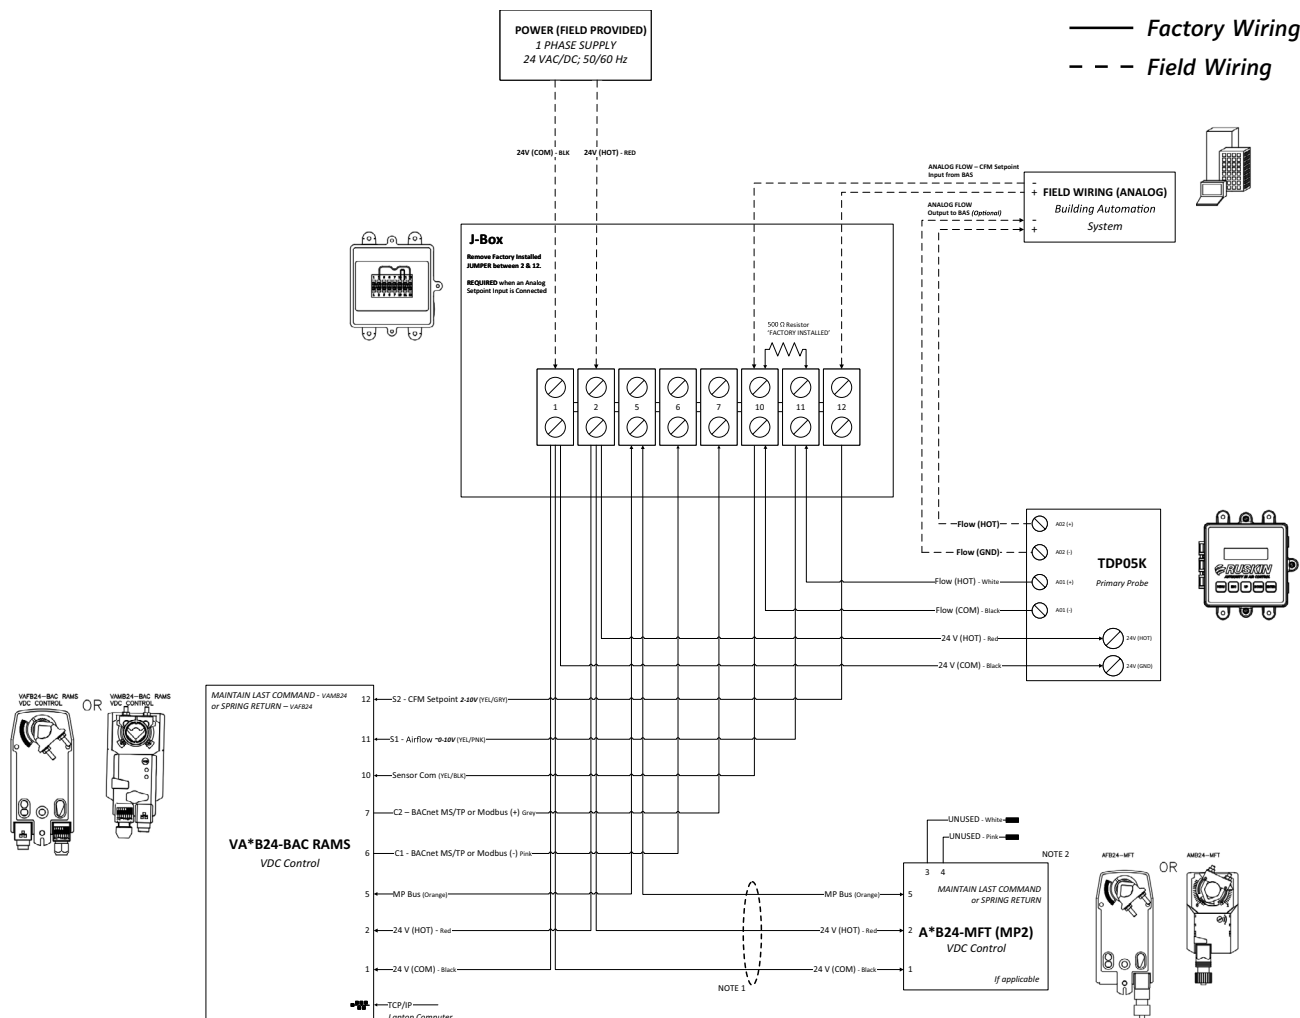 POWER (FIELD PROVIDED)
1 PHASE SUPPLY
24 VAC/DC; 50/60 Hz
Factory Wiring
Field Wiring
24V (COM) - BLK
24V (HOT) - RED
ANALOG FLOW – CFM Setpoint
Input from BAS
-
+
FIELD WIRING (ANALOG)
Building Automation
System
ANALOG FLOW
Output to BAS (Optional)
-
+
J-Box
Remove Factory Installed
JUMPER between 2 & 12.
REQUIRED when an Analog
Setpoint Input is Connected
500 Ω Resistor
'FACTORY INSTALLED'
1
2
5
6
7
10
11
12
Flow (HOT)
A02 (+)
Flow (GND)
A02 (-)
TDP05K
Primary Probe
Flow (HOT) - White
A01 (+)
Flow (COM) - Black
A01 (-)
24 V (HOT) - Red
24V (HOT)
24 V (COM) - Black
24V (GND)
RUSKIN
VAFB24-BAC RAMS
VDC CONTROL
OR
VAMB24-BAC RAMS
VDC CONTROL
MAINTAIN LAST COMMAND - VAMB24
or SPRING RETURN – VAFB24
VA*B24-BAC RAMS
VDC Control
12
S2 - CFM Setpoint 2-10V (YEL/GRY)
11
S1 - Airflow ~0-10V (YEL/PNK)
10
Sensor Com (YEL/BLK)
7
C2 – BACnet MS/TP or Modbus (+) Grey
6
C1 - BACnet MS/TP or Modbus (-) Pink
5
MP Bus (Orange)
2
24 V (HOT) - Red
1
24 V (COM) - Black
TCP/IP
Laptop Computer
NOTE 1
UNUSED - White
UNUSED - Pink
3
4
NOTE 2
MP Bus (Orange)
5
24 V (HOT) - Red
2
24 V (COM) - Black
1
MAINTAIN LAST COMMAND
or SPRING RETURN
A*B24-MFT (MP2)
VDC Control
If applicable
AFB24-MFT
OR
AMB24-MFT